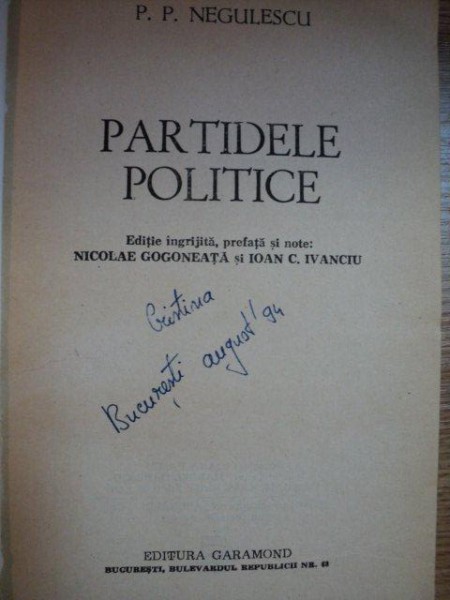 P. P. NEGULESCU
PARTIDELE
POLITICE
Ediție îngrijită, prefață și note:
NICOLAE GOGONEAȚĂ și IOAN C. IVANCIU
Cristina
București august '94
EDITURA GARAMOND
BUCUREȘTI, BULEVARDUL REPUBLICII NR.